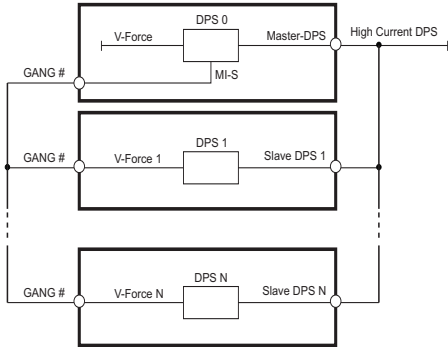 DPS 0
V-Force
Master-DPS
High Current DPS
GANG #
MI-S
DPS 1
GANG #
V-Force 1
Slave DPS 1
DPS N
GANG #
V-Force N
Slave DPS N